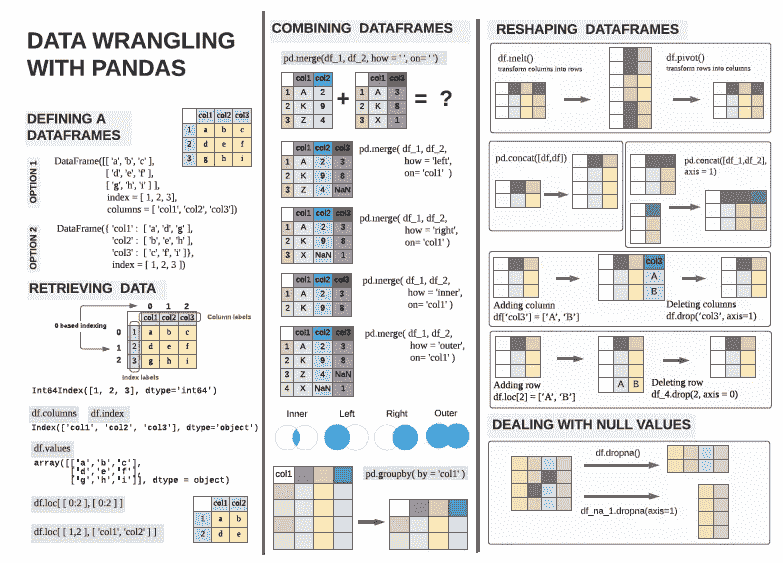 DATA WRANGLING
WITH PANDAS
DEFINING A
DATAFRAMES
col1 col2 col3
1 a b c
2 d e f
3 g h i
OPTION 1
DataFrame([[ 'a', 'b', 'c' ],
[ 'd', 'e', 'f' ],
[ 'g', 'h', 'i' ] ],
index = [ 1, 2, 3],
columns = [ 'col1', 'col2', 'col3'])
OPTION 2
DataFrame({ 'col1' : [ 'a', 'd', 'g' ],
'col2' : [ 'b', 'e', 'h' ],
'col3' : [ 'c', 'f', 'i' ]},
index = [ 1, 2, 3 ])
RETRIEVING DATA
0 1 2
col1 col2 col3
Column labels
0 based indexing
0 1 a b c
1 2 d e f
2 3 g h i
Index labels
Int64Index([1, 2, 3], dtype='int64')
df.columns df.index
Index(['col1', 'col2', 'col3'], dtype='object')
df.values
array([['a','b','c'],
['d','e','f'],
['g','h','i']], dtype = object)
df.loc[ [ 0:2 ], [ 0:2 ] ]
df.loc[ [ 1,2 ], [ 'col1', 'col2' ] ]
col1 col2
1 a b
2 d e
COMBINING DATAFRAMES
pd.merge(df_1, df_2, how = ' ', on= ' ')
col1 col2
1 A 2
2 K 9
3 Z 4
+
col1 col3
1 A 3
2 K 8
3 X 1
= ?
col1 col2 col3
1 A 2 3
2 K 9 8
3 Z 4 NaN
pd.merge( df_1, df_2,
how = 'left',
on= 'col1' )
col1 col2 col3
1 A 2 3
2 K 9 8
3 X NaN 1
pd.merge( df_1, df_2,
how = 'right,
on= 'col1' )
col1 col2 col3
1 A 2 3
2 K 9 8
pd.merge( df_1, df_2,
how = 'inner',
on= 'col1' )
col1 col2 col3
1 A 2 3
2 K 9 8
3 Z 4 NaN
4 X NaN 1
pd.merge( df_1, df_2,
how = 'outer',
on= 'col1' )
Inner Left Right Outer
col1
pd.groupby( by = 'col1' )
RESHAPING DATAFRAMES
df.melt()
transform columns into rows
df.pivot()
transform rows into columns
pd.concat([df,df])
pd.concat([df_1,df_2],
axis = 1)
col3
A
B
Adding column
df['col3'] = ['A', 'B']
Deleting columns
df.drop('col3', axis=1)
A B
Adding row
df.loc[2] = ['A', 'B']
Deleting row
df_4.drop(2, axis = 0)
DEALING WITH NULL VALUES
df.dropna()
df_na_1.dropna(axis=1)